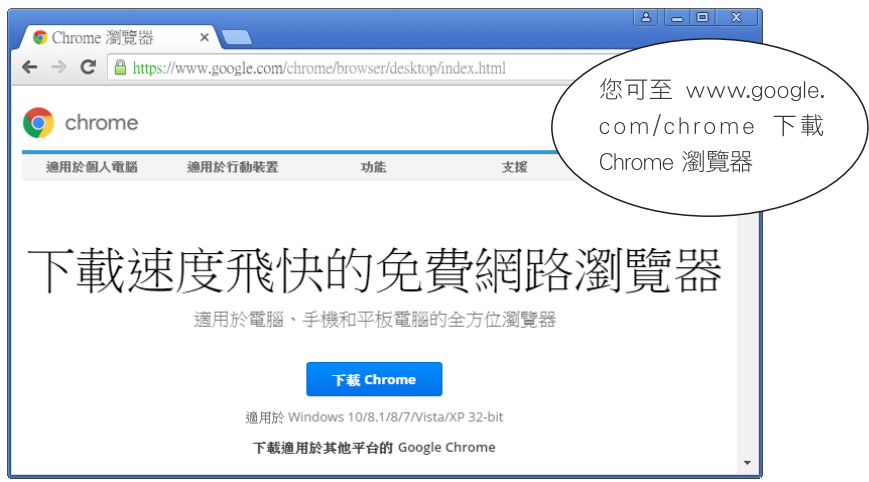 Chrome 瀏覽器
https://www.google.com/chrome/browser/desktop/index.html
您可至 www.google.
com/chrome 下載
Chrome 瀏覽器
chrome
適用於個人電腦 適用於行動裝置 功能 支援
下載速度飛快的免費網路瀏覽器
適用於電腦、手機和平板電腦的全方位瀏覽器
下載 Chrome
適用於 Windows 10/8.1/8/7/Vista/XP 32-bit
下載適用於其他平台的 Google Chrome